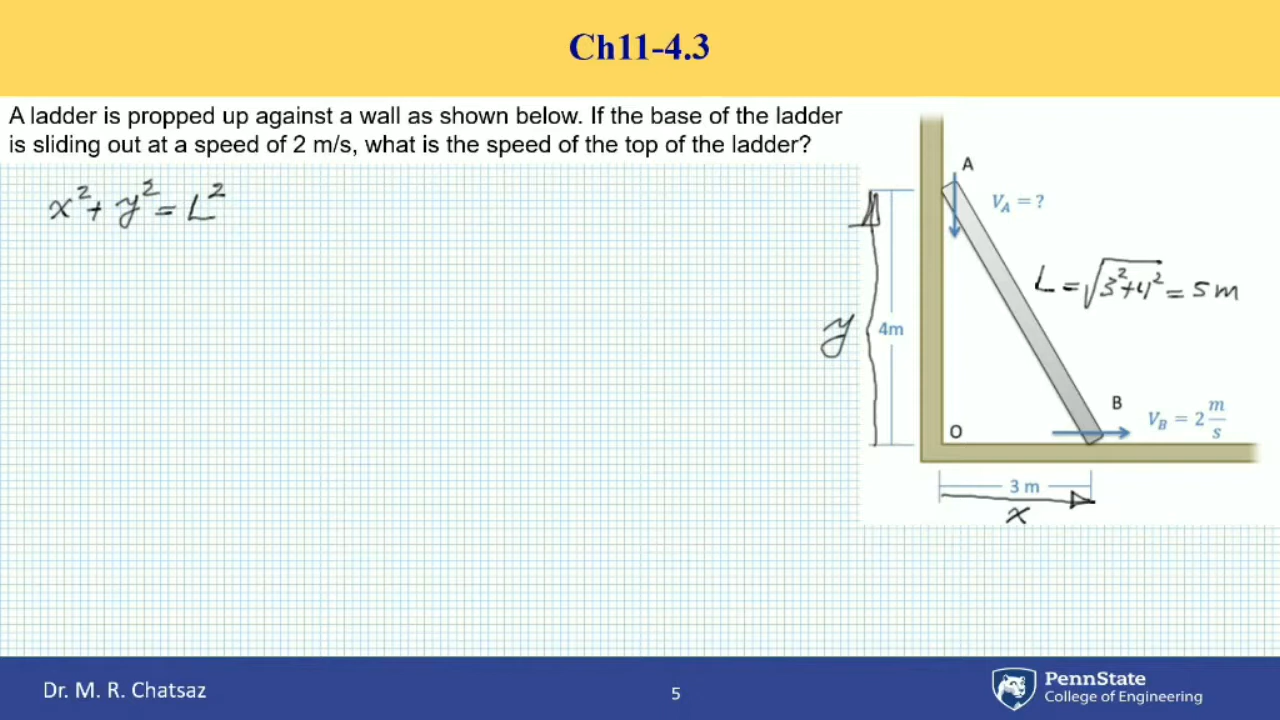 Ch11-4.3
A ladder is propped up against a wall as shown below. If the base of the ladder
is sliding out at a speed of 2 m/s, what is the speed of the top of the ladder?
x² + y² = L²
A
V_A = ?
L = √3²+4² = 5 m
y
4m
B
V_B = 2 m/s
O
3 m
x
Dr. M. R. Chatsaz
5
PennState
College of Engineering